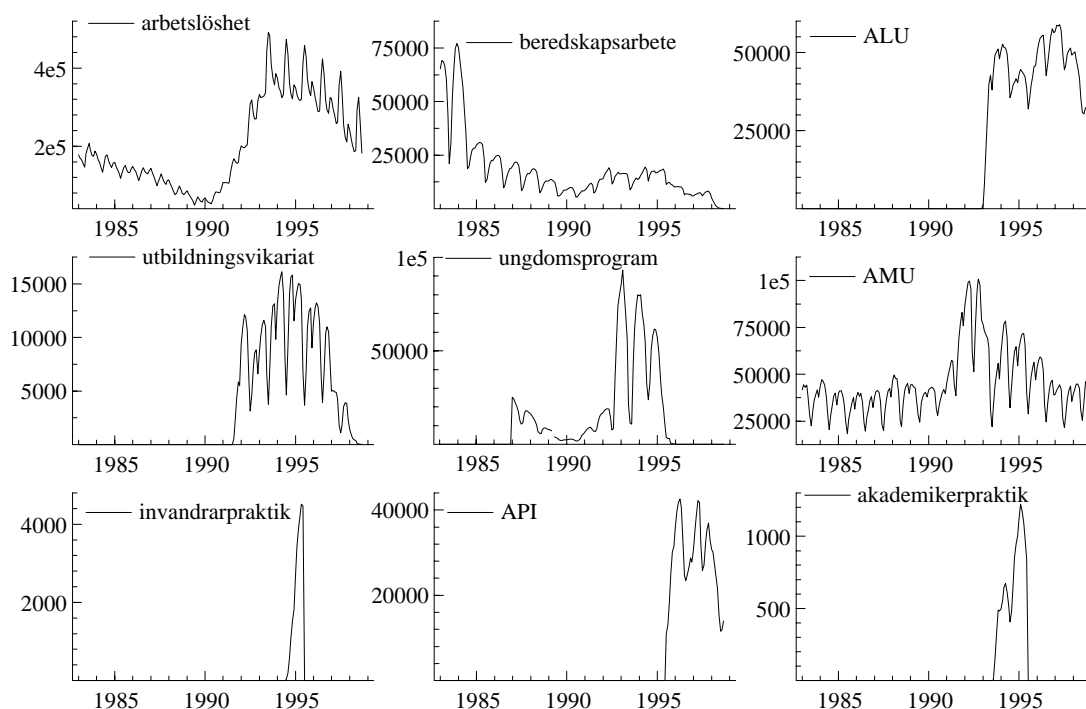 arbetslöshet
4e5
2e5
1985 1990 1995
beredskapsarbete
75000
50000
25000
1985 1990 1995
ALU
50000
25000
1985 1990 1995
utbildningsvikariat
15000
10000
5000
1985 1990 1995
ungdomsprogram
1e5
50000
1985 1990 1995
AMU
1e5
75000
50000
25000
1985 1990 1995
invandrarpraktik
4000
2000
1985 1990 1995
API
40000
20000
1985 1990 1995
akademikerpraktik
1000
500
1985 1990 1995